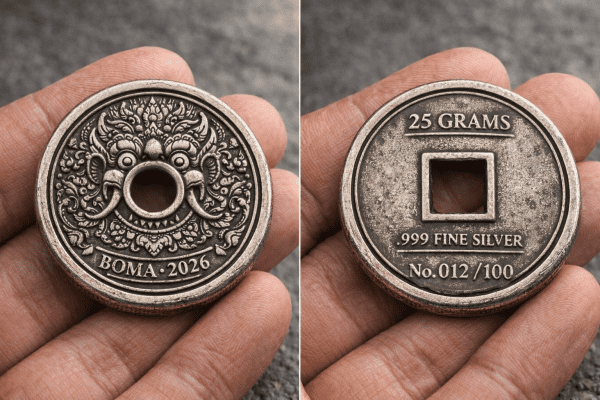 BOMA · 2026
25 GRAMS
.999 FINE SILVER
No. 012 / 100